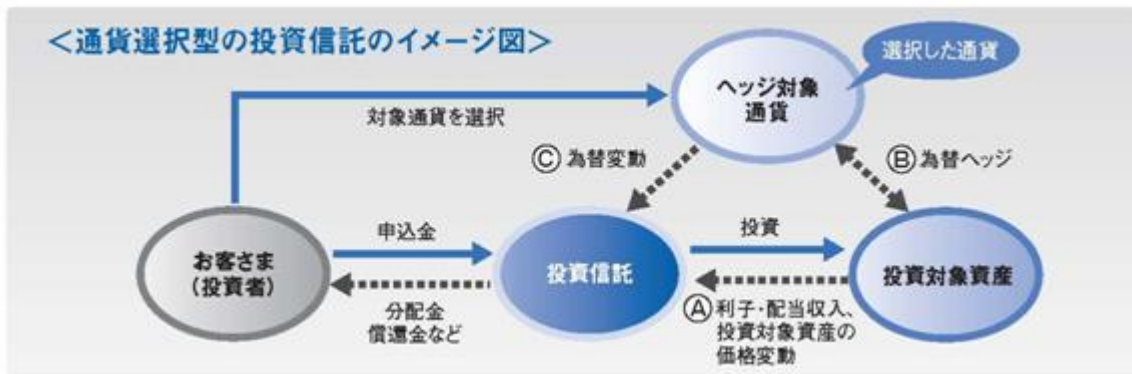 ＜通貨選択型の投資信託のイメージ図＞
選択した通貨
ヘッジ対象
通貨
対象通貨を選択
Ⓒ 為替変動
Ⓑ 為替ヘッジ
お客さま
（投資者）
申込金
分配金
償還金など
投資信託
投資
Ⓐ 利子・配当収入、
投資対象資産の
価格変動
投資対象資産